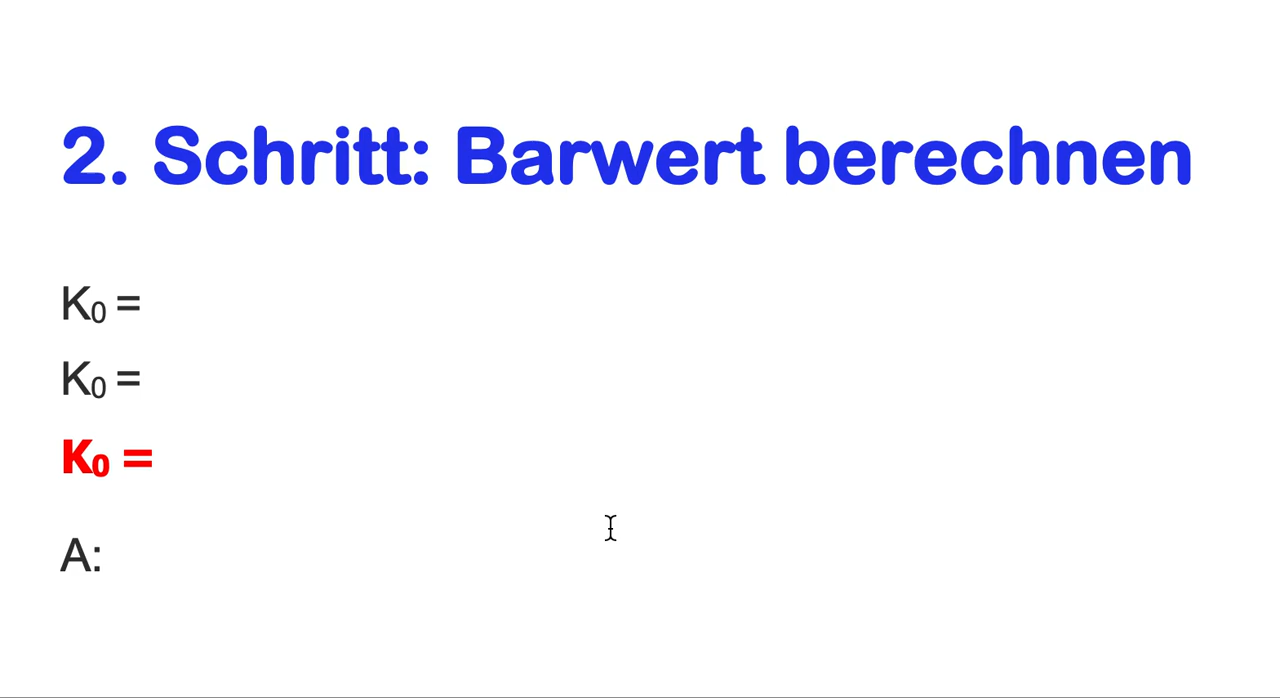 2. Schritt: Barwert berechnen
K₀ =
K₀ =
K₀ =
A: